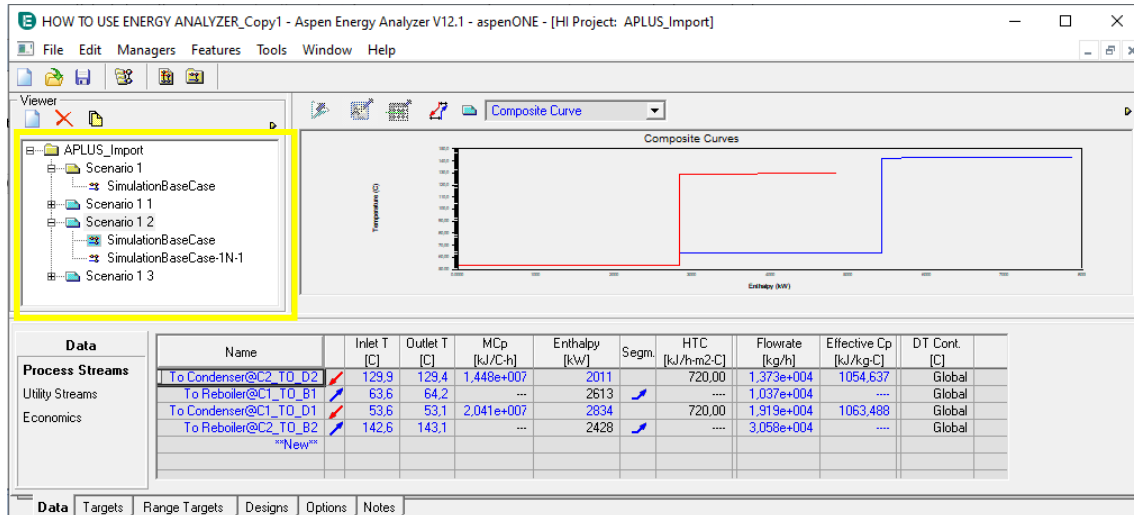 HOW TO USE ENERGY ANALYZER_Copy1 - Aspen Energy Analyzer V12.1 - aspenONE - [HI Project: APLUS_Import]
File Edit Managers Features Tools Window Help
Viewer
Composite Curve
APLUS_Import
Scenario 1
SimulationBaseCase
Scenario 1 1
Scenario 1 2
SimulationBaseCase
SimulationBaseCase-1N-1
Scenario 1 3
Composite Curves
Temperature (C)
Enthalpy (kW)
Data
Process Streams
Utility Streams
Economics
Name Inlet T [C] Outlet T [C] MCp [kJ/C-h] Enthalpy [kW] Segm. HTC [kJ/h-m2-C] Flowrate [kg/h] Effective Cp [kJ/kg-C] DT Cont. [C]
To Condenser@C2_TO_D2 129,9 129,4 1,448e+007 2011 720,00 1,373e+004 1054,637 Global
To Reboiler@C1_TO_B1 63,6 64,2 --- 2613 ---- 1,037e+004 ---- Global
To Condenser@C1_TO_D1 53,6 53,1 2,041e+007 2834 720,00 1,919e+004 1063,488 Global
To Reboiler@C2_TO_B2 142,6 143,1 --- 2428 ---- 3,058e+004 ---- Global
**New**
Data Targets Range Targets Designs Options Notes